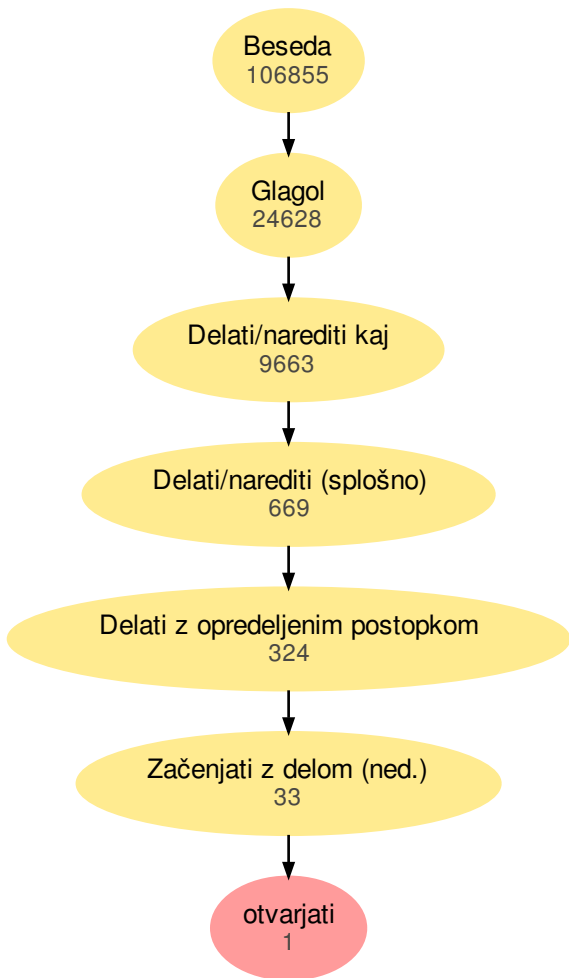 Beseda
106855
Glagol
24628
Delati/narediti kaj
9663
Delati/narediti (splošno)
669
Delati z opredeljenim postopkom
324
Začenjati z delom (ned.)
33
otvarjati
1